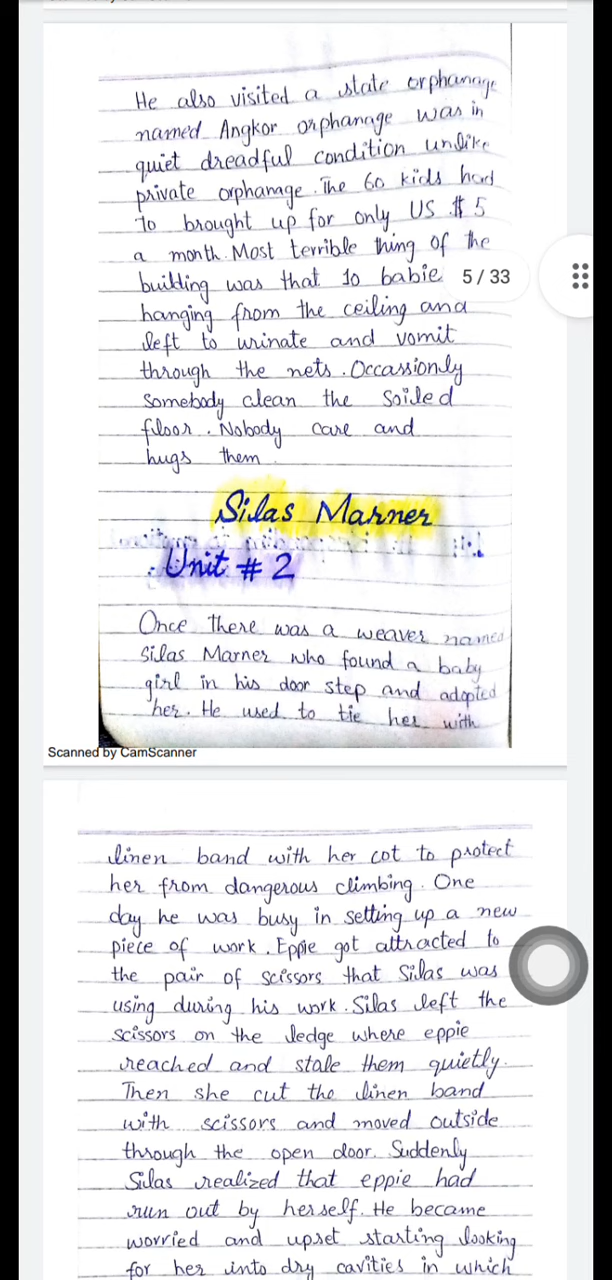 He also visited a state orphanage
named Angkor orphanage was in
quiet dreadful condition unlike
private orphanage. The 60 kids had
To brought up for only US $ 5
a month. Most terrible thing of the
building was that 10 babie
5 / 33
hanging from the ceiling and
left to urinate and vomit
through the nets. Occassionly
Somebody clean the soiled
filoor. Nobody care and
hugs them
Silas Marner
Unit # 2
Once there was a weaver named
Silas Marner who found a baby
girl in his door step and adopted
her. He used to tie her with
Scanned by CamScanner
linen band with her cot to protect
her from dangerous climbing. One
day he was busy in setting up a new
piece of work. Eppie got attracted to
the pair of scissors that Silas was
using during his work. Silas left the
scissors on the ledge where eppie
reached and stale them quietly.
Then she cut the linen band
with scissors and moved outside
through the open door. Suddenly
Silas realized that eppie had
run out by herself. He became
worried and upset starting looking
for her into dry cavities in which